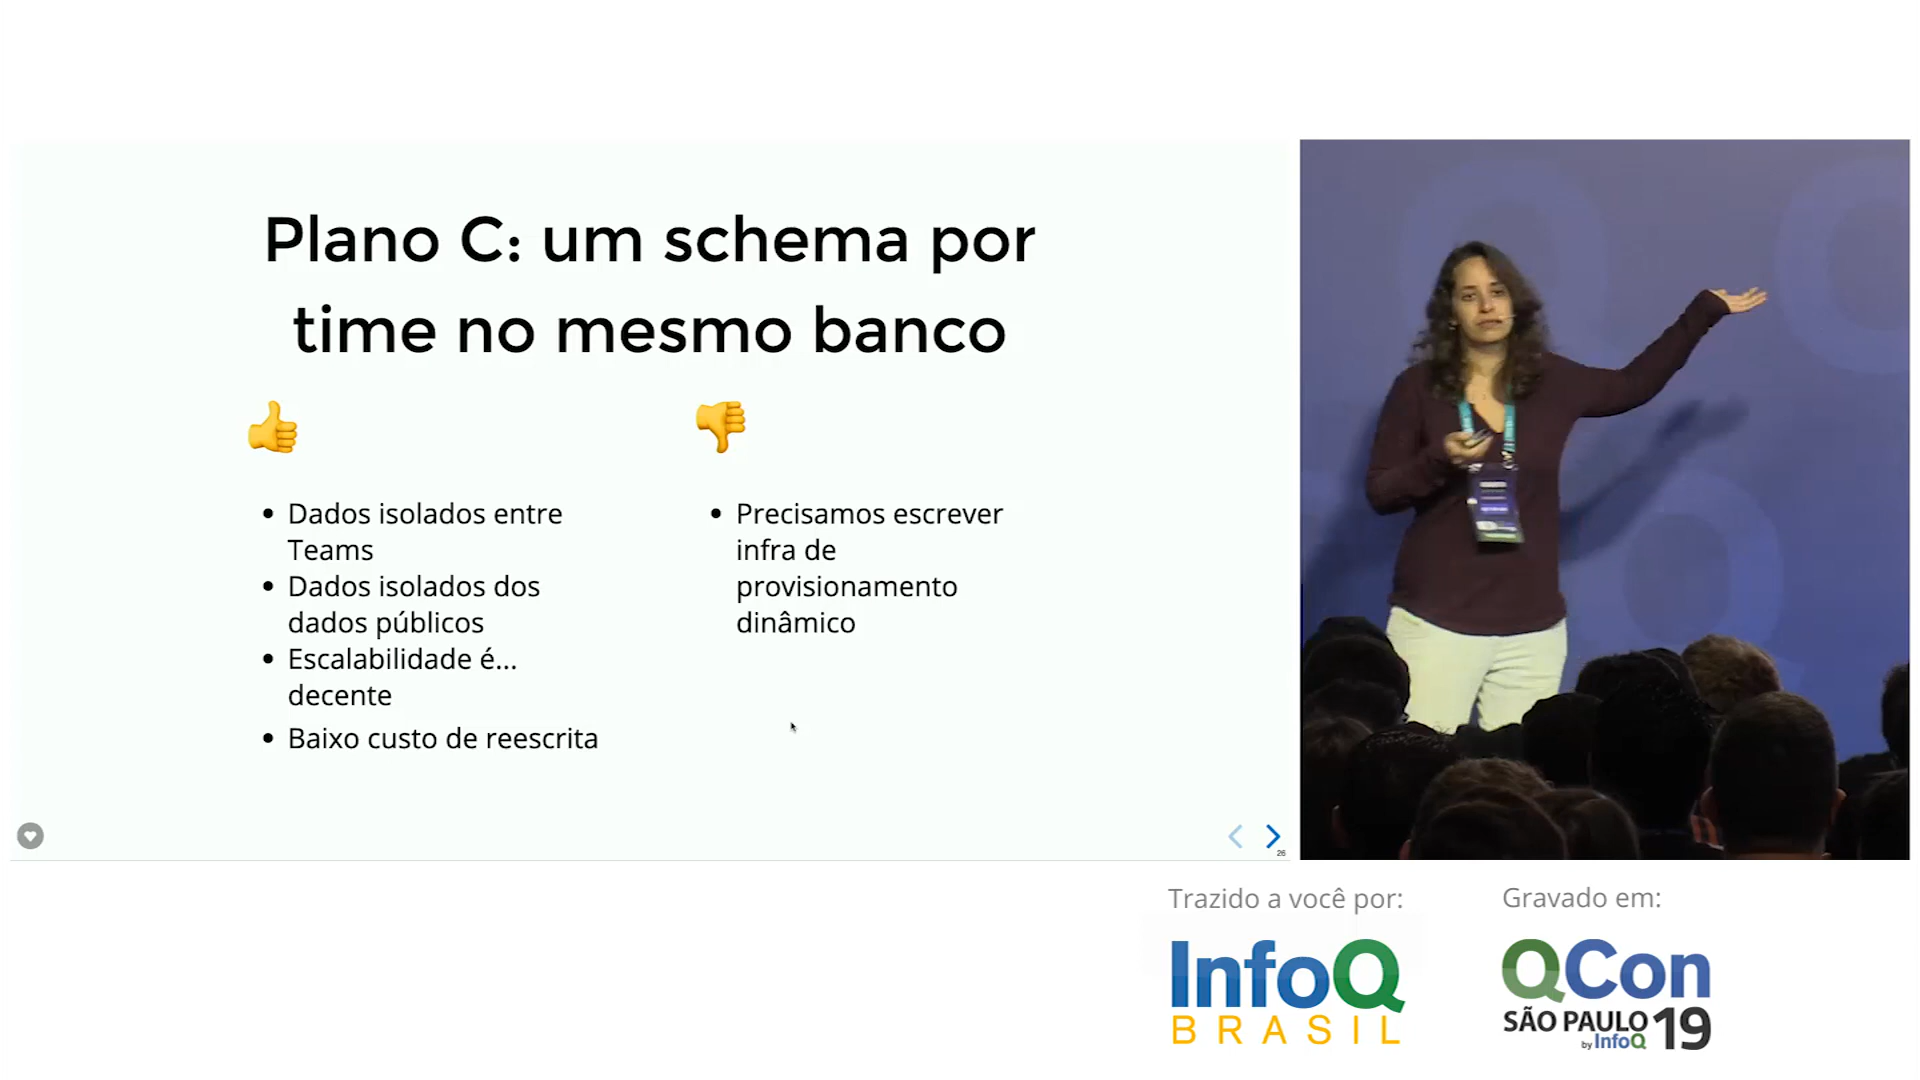 Plano C: um schema por
time no mesmo banco
Dados isolados entre
Teams
Dados isolados dos
dados públicos
Escalabilidade é...
decente
Baixo custo de reescrita
Precisamos escrever
infra de
provisionamento
dinâmico
26
Trazido a você por:
InfoQ
BRASIL
Gravado em:
QCon
SÃO PAULO 19
by InfoQ